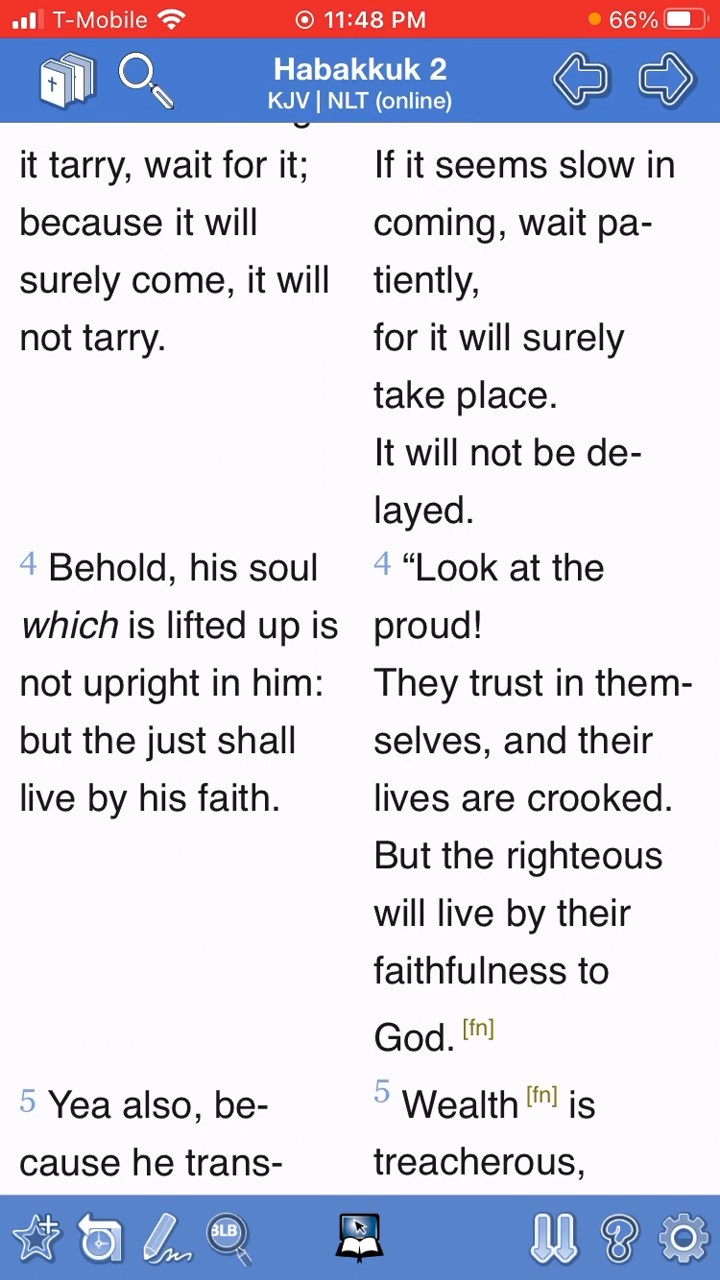 T-Mobile 11:48 PM 66%
Habakkuk 2
KJV | NLT (online)
it tarry, wait for it;
because it will
surely come, it will
not tarry.
4 Behold, his soul
which is lifted up is
not upright in him:
but the just shall
live by his faith.
5 Yea also, be-
cause he trans-
If it seems slow in
coming, wait pa-
tiently,
for it will surely
take place.
It will not be de-
layed.
4 “Look at the
proud!
They trust in them-
selves, and their
lives are crooked.
But the righteous
will live by their
faithfulness to
God. [fn]
5 Wealth [fn] is
treacherous,
BLB